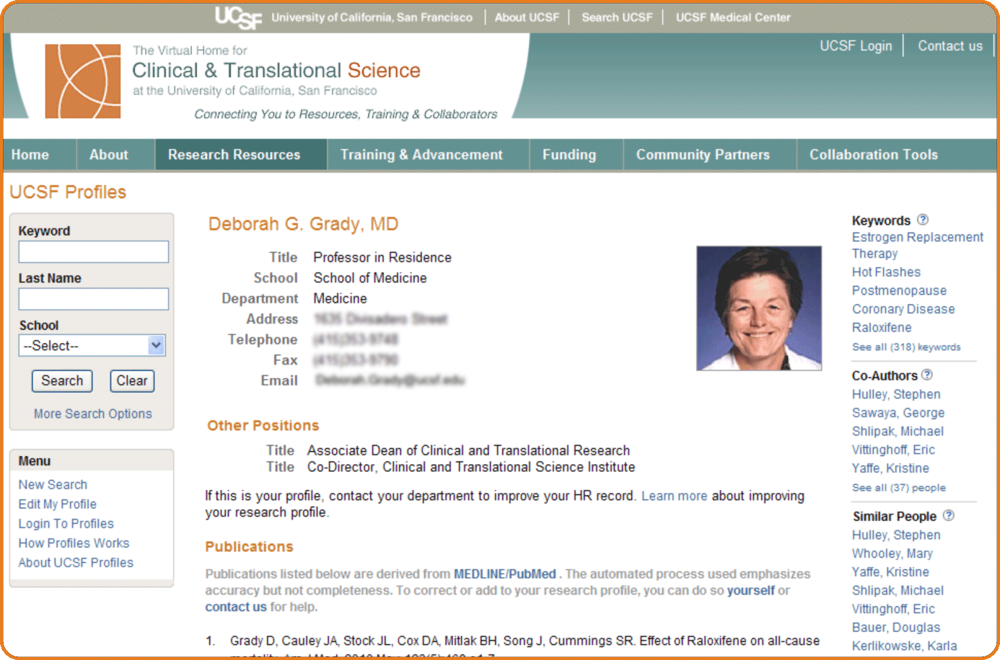 UCSF University of California, San Francisco About UCSF Search UCSF UCSF Medical Center
UCSF Login Contact us
The Virtual Home for
Clinical & Translational Science
at the University of California, San Francisco
Connecting You to Resources, Training & Collaborators
Home About Research Resources Training & Advancement Funding Community Partners Collaboration Tools
UCSF Profiles
Keyword
Last Name
School
--Select--
Search Clear
More Search Options
Menu
New Search
Edit My Profile
Login To Profiles
How Profiles Works
About UCSF Profiles
Deborah G. Grady, MD
Title Professor in Residence
School School of Medicine
Department Medicine
Address
Telephone
Fax
Email
Other Positions
Title Associate Dean of Clinical and Translational Research
Title Co-Director, Clinical and Translational Science Institute
If this is your profile, contact your department to improve your HR record. Learn more about improving
your research profile.
Publications
Publications listed below are derived from MEDLINE/PubMed . The automated process used emphasizes
accuracy but not completeness. To correct or add to your research profile, you can do so yourself or
contact us for help.
1. Grady D, Cauley JA, Stock JL, Cox DA, Mitlak BH, Song J, Cummings SR. Effect of Raloxifene on all-cause
Keywords ?
Estrogen Replacement
Therapy
Hot Flashes
Postmenopause
Coronary Disease
Raloxifene
See all (318) keywords
Co-Authors ?
Hulley, Stephen
Sawaya, George
Shlipak, Michael
Vittinghoff, Eric
Yaffe, Kristine
See all (37) people
Similar People ?
Hulley, Stephen
Whooley, Mary
Yaffe, Kristine
Shlipak, Michael
Vittinghoff, Eric
Bauer, Douglas
Kerlikowske, Karla